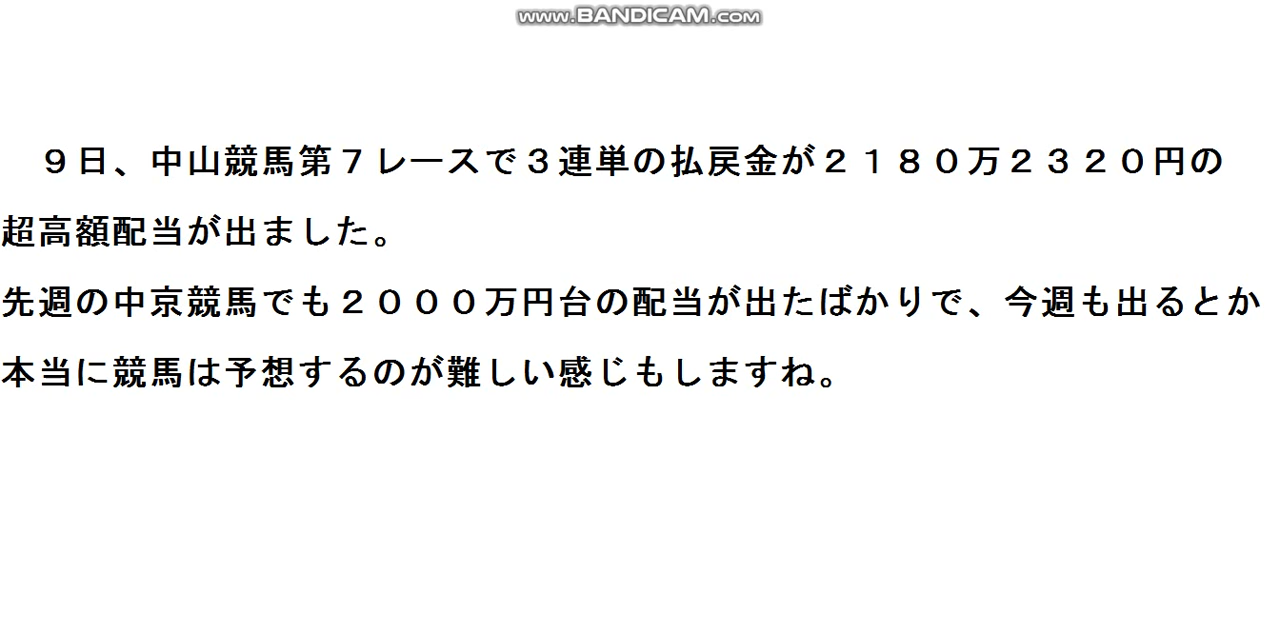 www.BANDICAM.com
９日、中山競馬第７レースで３連単の払戻金が２１８０万２３２０円の
超高額配当が出ました。
先週の中京競馬でも２０００万円台の配当が出たばかりで、今週も出るとか
本当に競馬は予想するのが難しい感じもしますね。